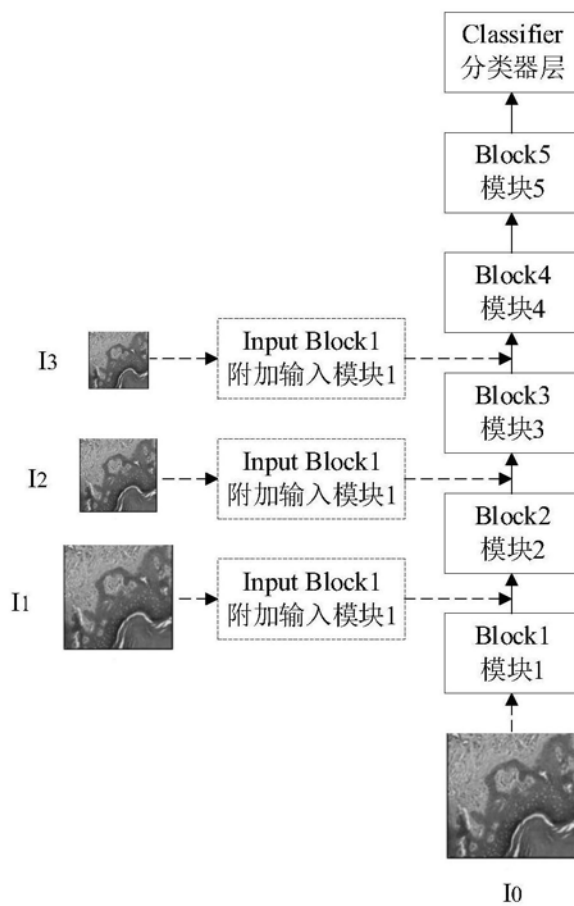 Classifier
分类器层
Block5
模块5
Block4
模块4
I3
Input Block1
附加输入模块1
Block3
模块3
I2
Input Block1
附加输入模块1
Block2
模块2
I1
Input Block1
附加输入模块1
Block1
模块1
I0